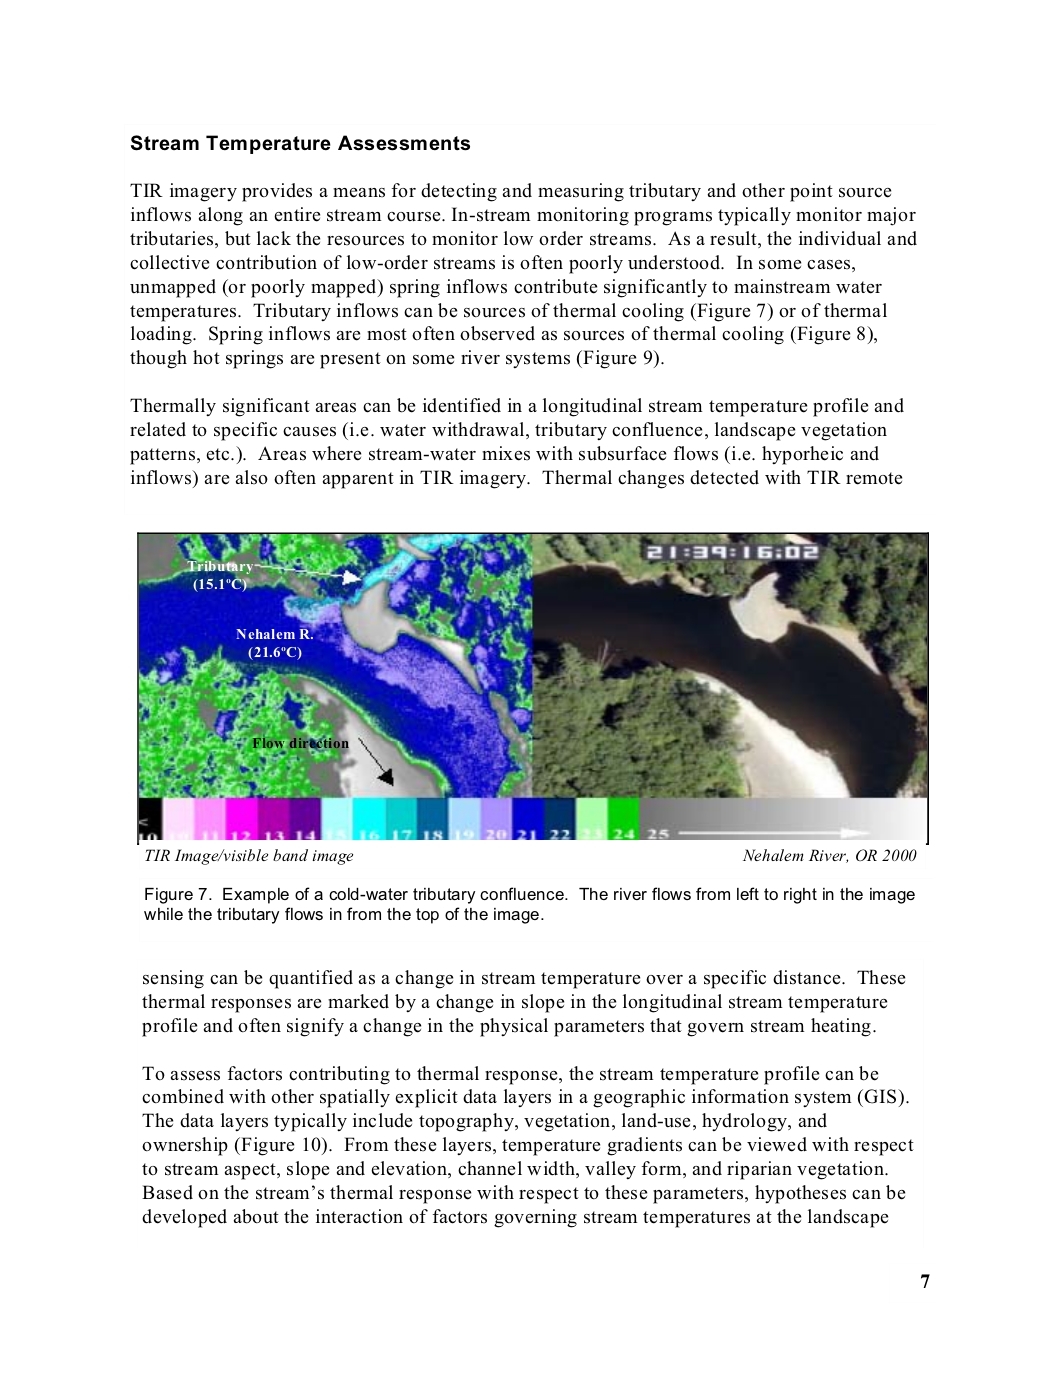 Stream Temperature Assessments
TIR imagery provides a means for detecting and measuring tributary and other point source
inflows along an entire stream course. In-stream monitoring programs typically monitor major
tributaries, but lack the resources to monitor low order streams.  As a result, the individual and
collective contribution of low-order streams is often poorly understood.  In some cases,
unmapped (or poorly mapped) spring inflows contribute significantly to mainstream water
temperatures.  Tributary inflows can be sources of thermal cooling (Figure 7) or of thermal
loading.  Spring inflows are most often observed as sources of thermal cooling (Figure 8),
though hot springs are present on some river systems (Figure 9).
Thermally significant areas can be identified in a longitudinal stream temperature profile and
related to specific causes (i.e. water withdrawal, tributary confluence, landscape vegetation
patterns, etc.).  Areas where stream-water mixes with subsurface flows (i.e. hyporheic and
inflows) are also often apparent in TIR imagery.  Thermal changes detected with TIR remote
21:39:16:02
Tributary
(15.1ºC)
Nehalem R.
(21.6ºC)
Flow direction
< 10 10 11 12 13 14 15 16 17 18 19 20 21 22 23 24 25
TIR Image/visible band image
Nehalem River, OR 2000
Figure 7.  Example of a cold-water tributary confluence.  The river flows from left to right in the image
while the tributary flows in from the top of the image.
sensing can be quantified as a change in stream temperature over a specific distance.  These
thermal responses are marked by a change in slope in the longitudinal stream temperature
profile and often signify a change in the physical parameters that govern stream heating.
To assess factors contributing to thermal response, the stream temperature profile can be
combined with other spatially explicit data layers in a geographic information system (GIS).
The data layers typically include topography, vegetation, land-use, hydrology, and
ownership (Figure 10).  From these layers, temperature gradients can be viewed with respect
to stream aspect, slope and elevation, channel width, valley form, and riparian vegetation.
Based on the stream’s thermal response with respect to these parameters, hypotheses can be
developed about the interaction of factors governing stream temperatures at the landscape
7